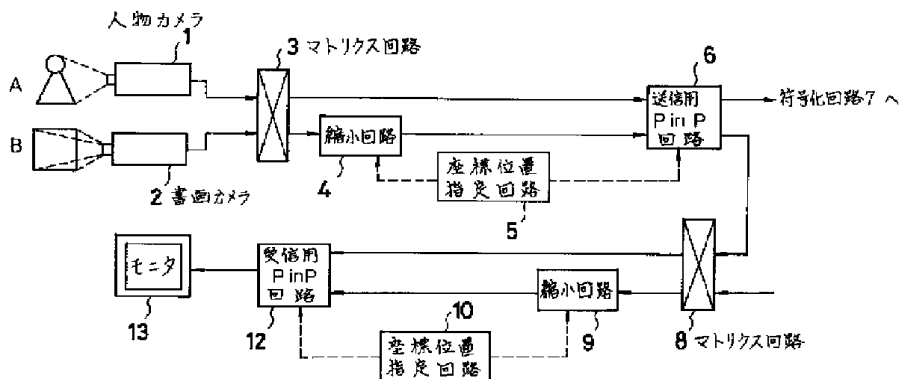 人物カメラ
1
A
B
2 書画カメラ
3 マトリクス回路
縮小回路
4
座標位置
指定回路
5
6
送信用
P in P
回路
符号化回路7へ
モニタ
13
受信用
P inP
回路
12
10
座標位置
指定回路
縮小回路
9
8 マトリクス回路